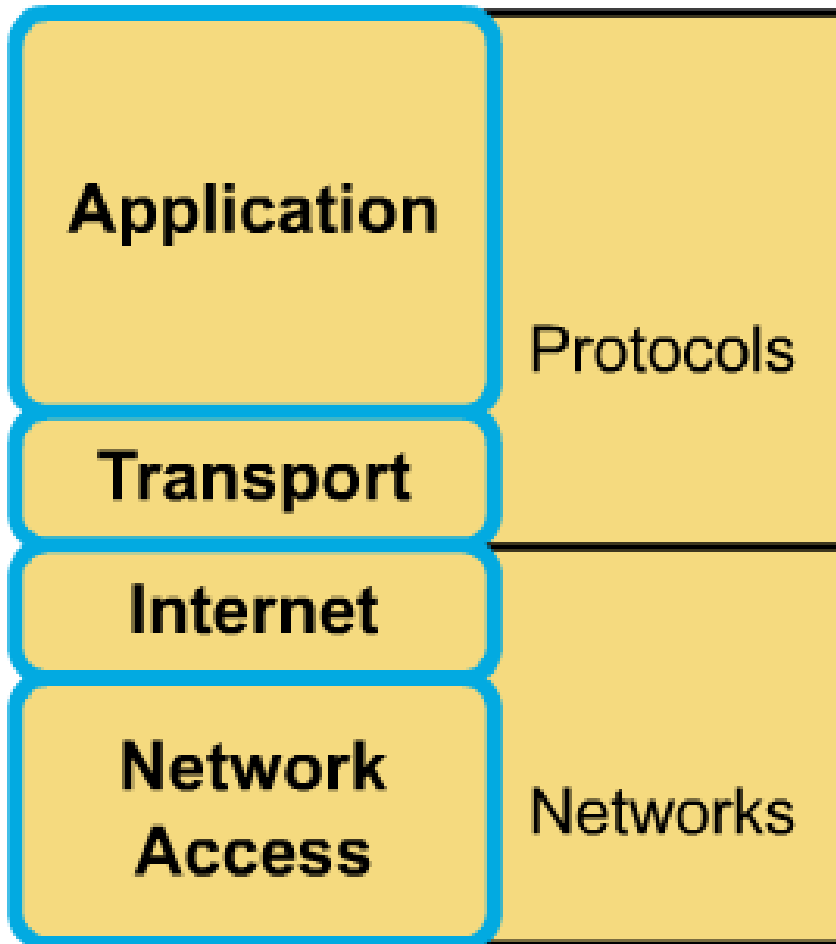 Application
Protocols
Transport
Internet
Network
Access
Networks